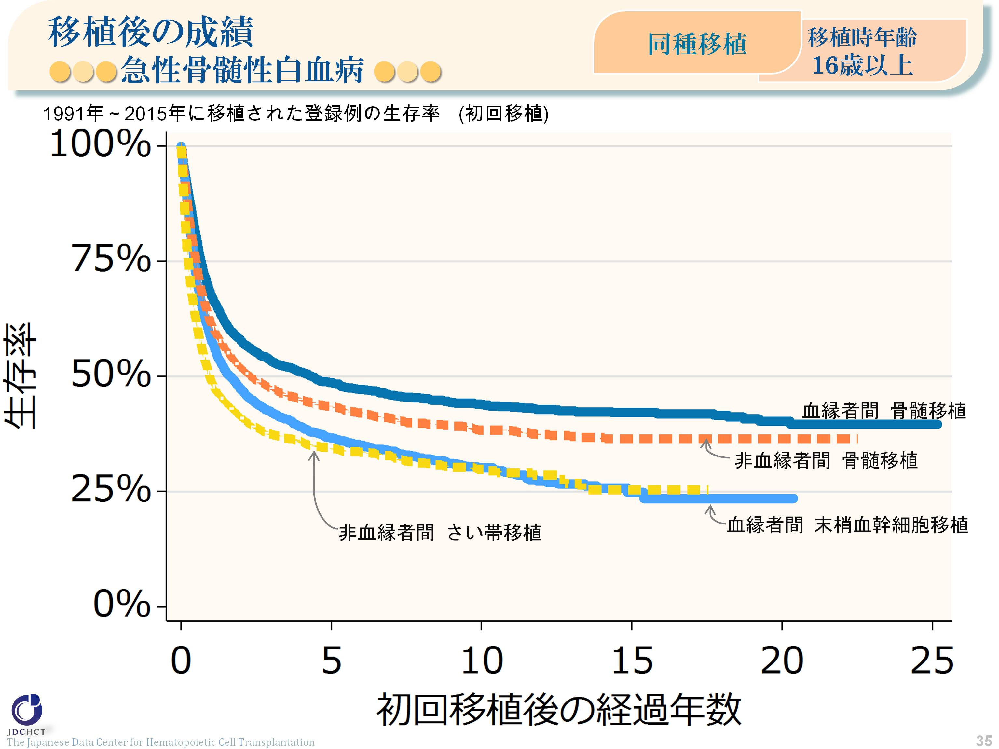 移植後の成績
急性骨髄性白血病
同種移植
移植時年齢
16歳以上
1991年~2015年に移植された登録例の生存率 (初回移植)
100%
75%
50%
25%
0%
生存率
血縁者間 骨髄移植
非血縁者間 骨髄移植
非血縁者間 さい帯移植
血縁者間 末梢血幹細胞移植
0 5 10 15 20 25
初回移植後の経過年数
JDCHCT
The Japanese Data Center for Hematopoietic Cell Transplantation
35